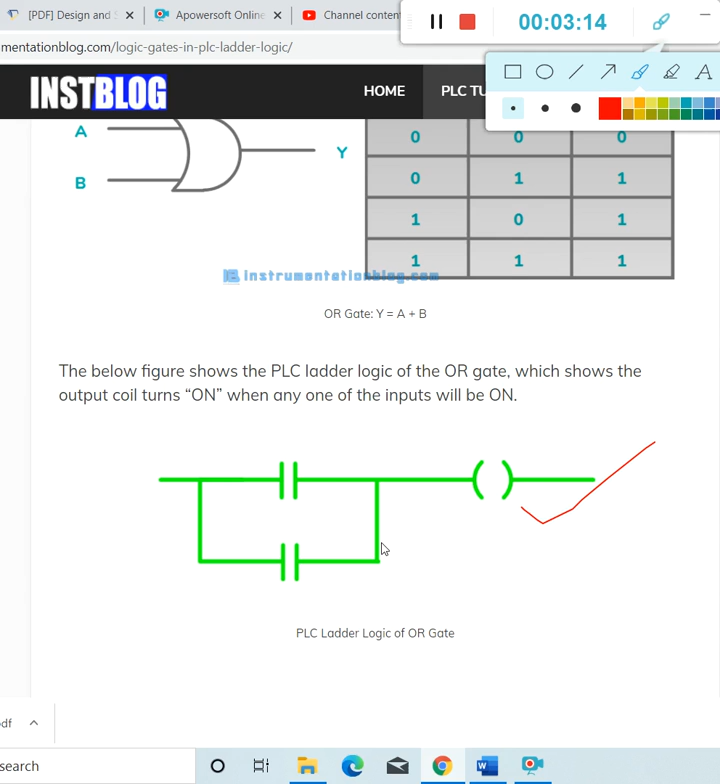 [PDF] Design and S
Apowersoft Online
Channel content
00:03:14
mentationblog.com/logic-gates-in-plc-ladder-logic/
INSTBLOG
HOME
PLC TU
A
A
B
Y
0 0 0
0 1 1
1 0 1
1 1 1
instrumentationblog.com
OR Gate: Y = A + B
The below figure shows the PLC ladder logic of the OR gate, which shows the
output coil turns “ON” when any one of the inputs will be ON.
PLC Ladder Logic of OR Gate
df
search
W